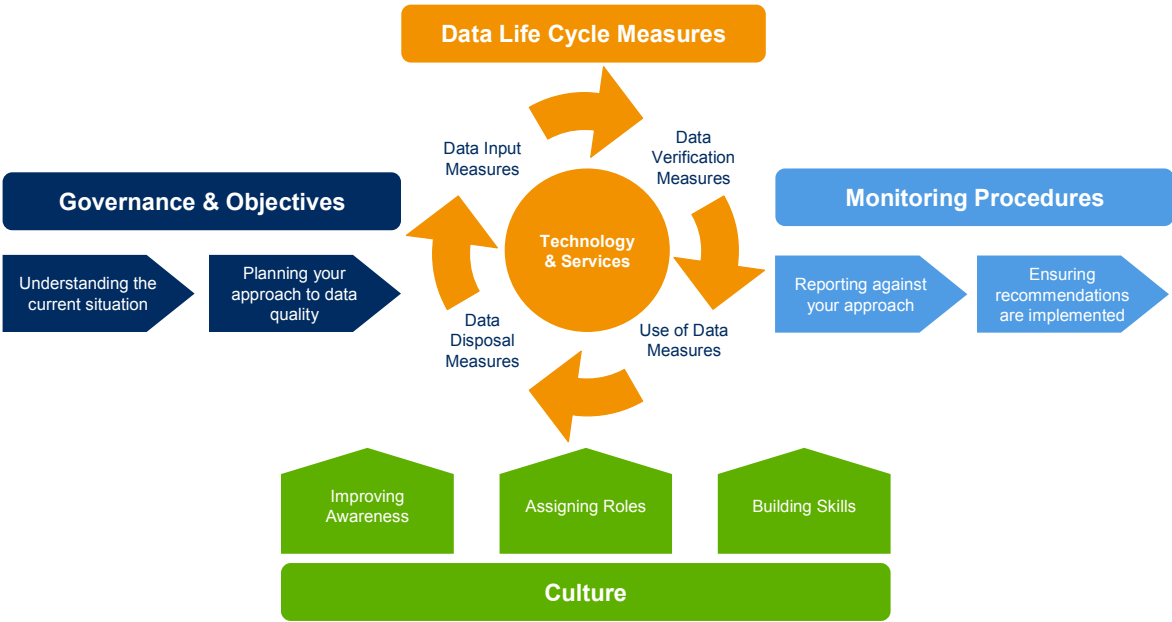 Data Life Cycle Measures
Data Input
Measures
Data
Verification
Measures
Governance & Objectives
Understanding the
current situation
Planning your
approach to data
quality
Technology
& Services
Monitoring Procedures
Reporting against
your approach
Ensuring
recommendations
are implemented
Data
Disposal
Measures
Use of Data
Measures
Improving
Awareness
Assigning Roles
Building Skills
Culture